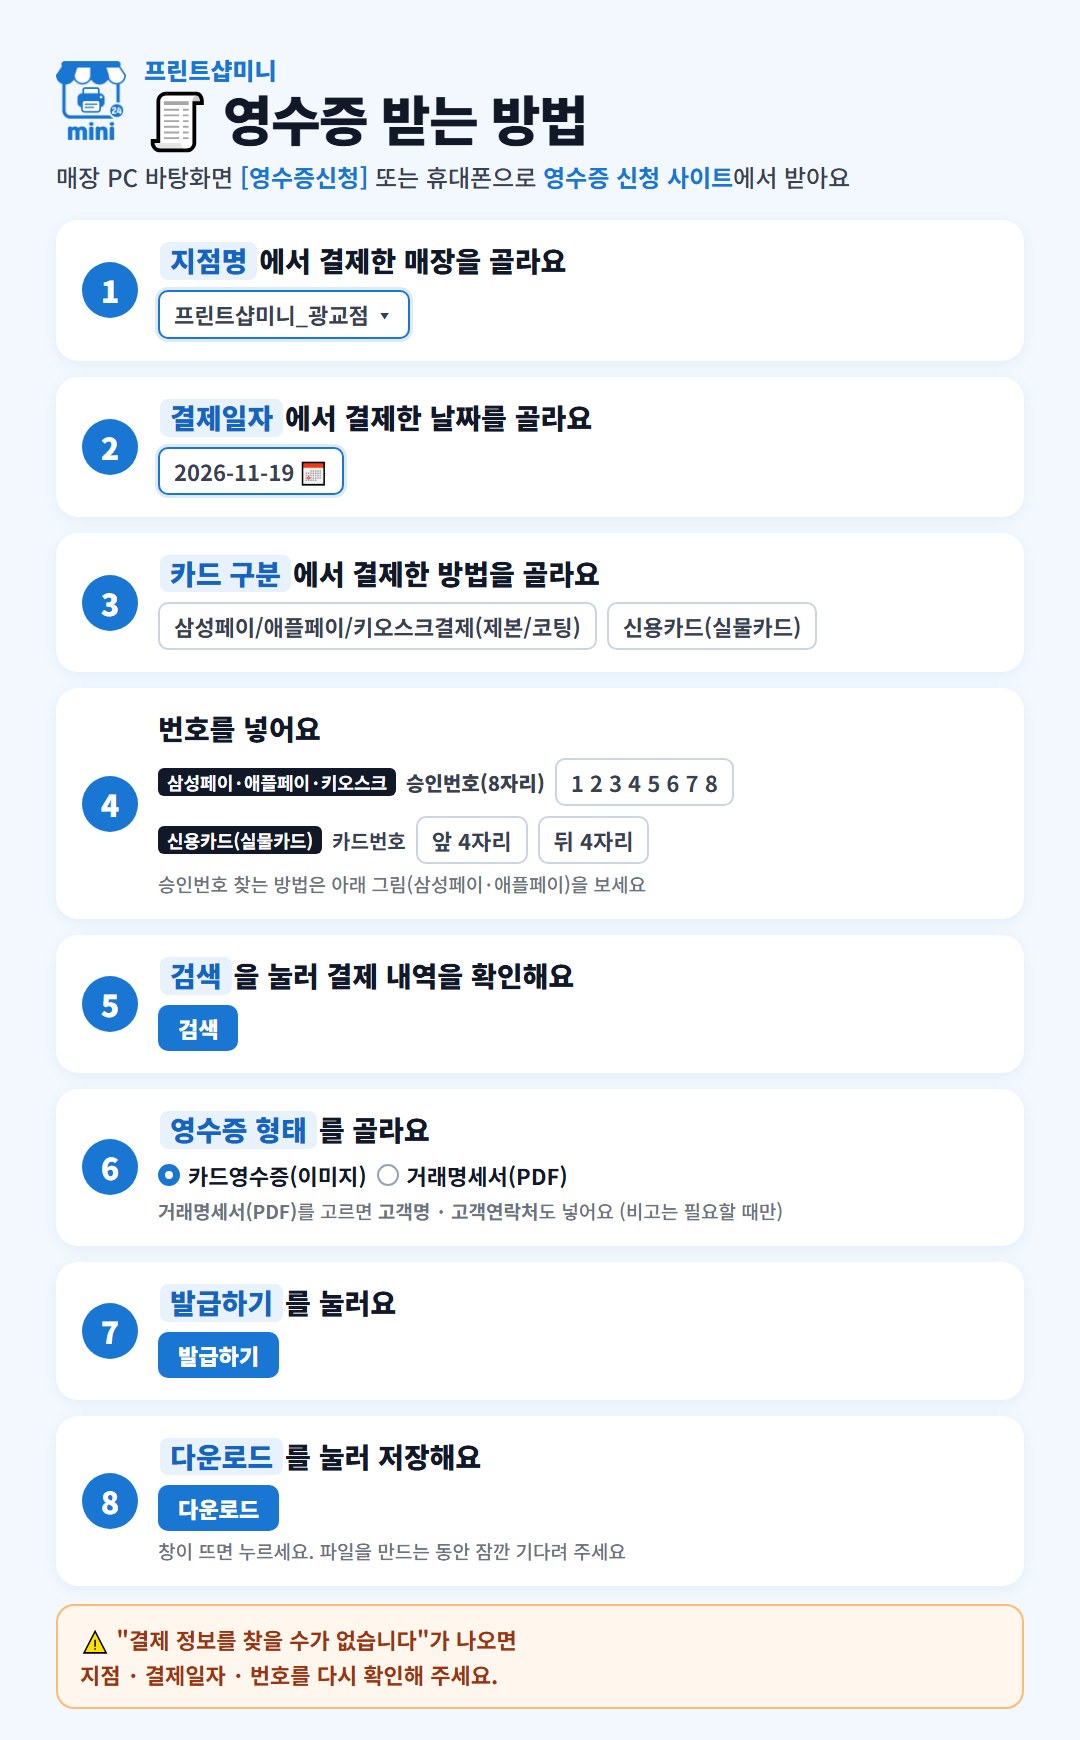 프린트샵미니
mini
24
영수증 받는 방법
매장 PC 바탕화면 [영수증신청] 또는 휴대폰으로 영수증 신청 사이트에서 받아요
1
지점명에서 결제한 매장을 골라요
프린트샵미니_광교점 ▾
2
결제일자에서 결제한 날짜를 골라요
2026-11-19
3
카드 구분에서 결제한 방법을 골라요
삼성페이/애플페이/키오스크결제(제본/코팅) 신용카드(실물카드)
4
번호를 넣어요
삼성페이·애플페이·키오스크 승인번호(8자리) 1 2 3 4 5 6 7 8
신용카드(실물카드) 카드번호 앞 4자리 뒤 4자리
승인번호 찾는 방법은 아래 그림(삼성페이·애플페이)을 보세요
5
검색을 눌러 결제 내역을 확인해요
검색
6
영수증 형태를 골라요
카드영수증(이미지) 거래명세서(PDF)
거래명세서(PDF)를 고르면 고객명 · 고객연락처도 넣어요 (비고는 필요할 때만)
7
발급하기를 눌러요
발급하기
8
다운로드를 눌러 저장해요
다운로드
창이 뜨면 누르세요. 파일을 만드는 동안 잠깐 기다려 주세요
"결제 정보를 찾을 수가 없습니다"가 나오면
지점 · 결제일자 · 번호를 다시 확인해 주세요.